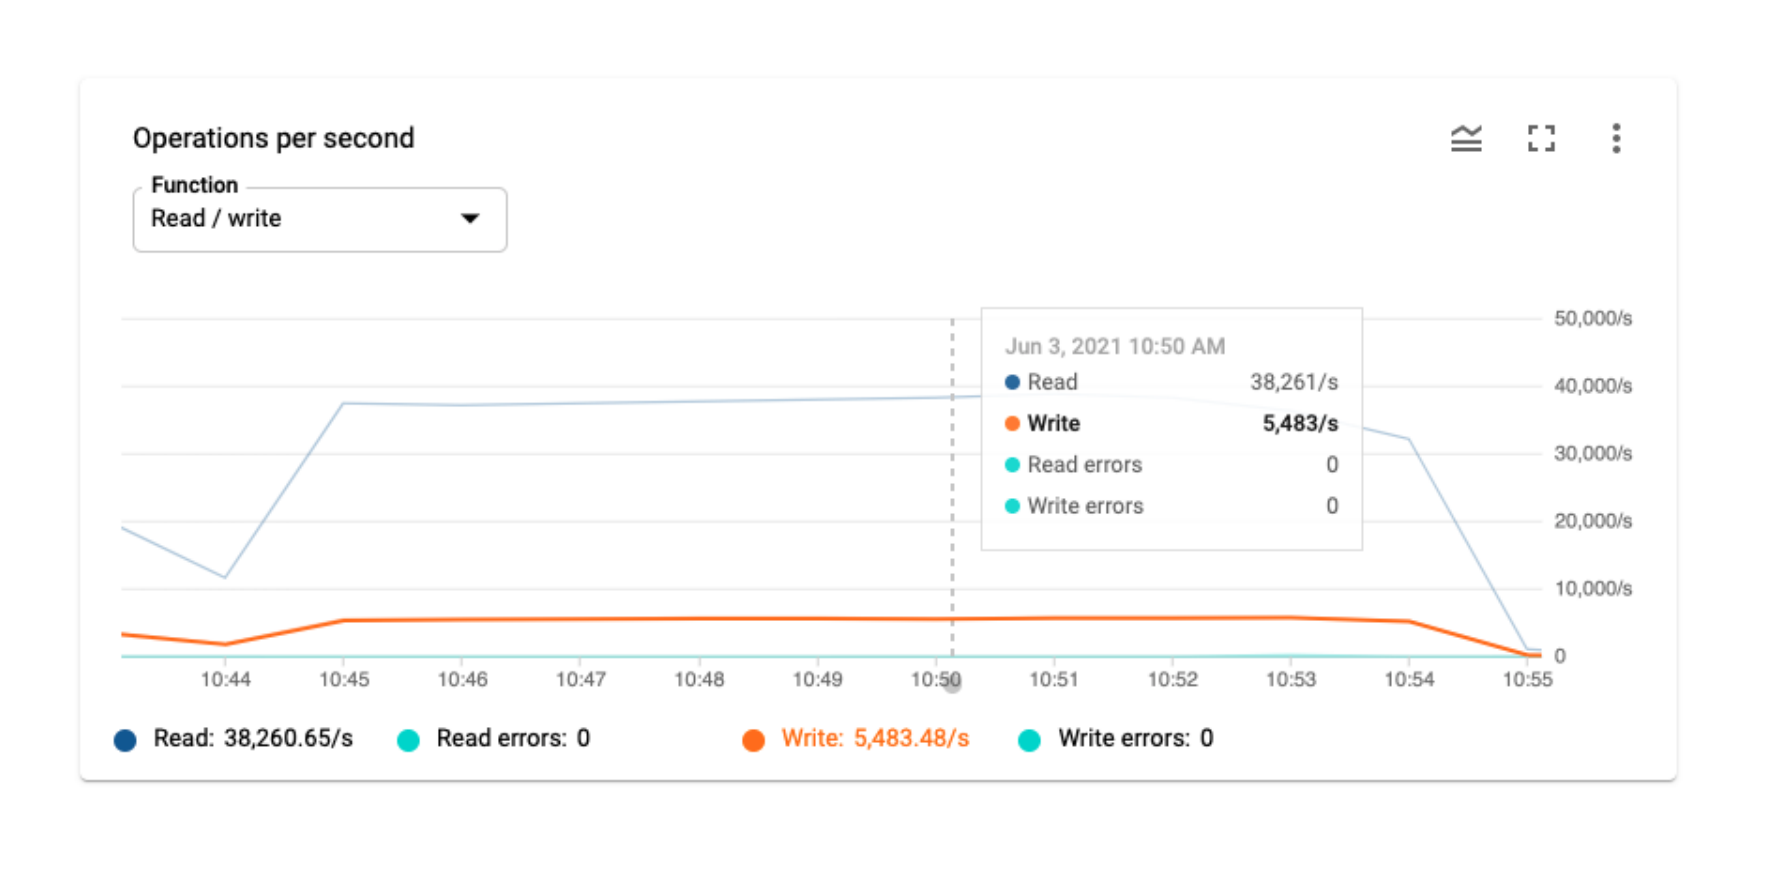 Operations per second
Function
Read / write
50,000/s
Jun 3, 2021 10:50 AM
Read 38,261/s
40,000/s
Write 5,483/s
30,000/s
Read errors 0
Write errors 0
20,000/s
10,000/s
0
10:44 10:45 10:46 10:47 10:48 10:49 10:50 10:51 10:52 10:53 10:54 10:55
Read: 38,260.65/s Read errors: 0 Write: 5,483.48/s Write errors: 0